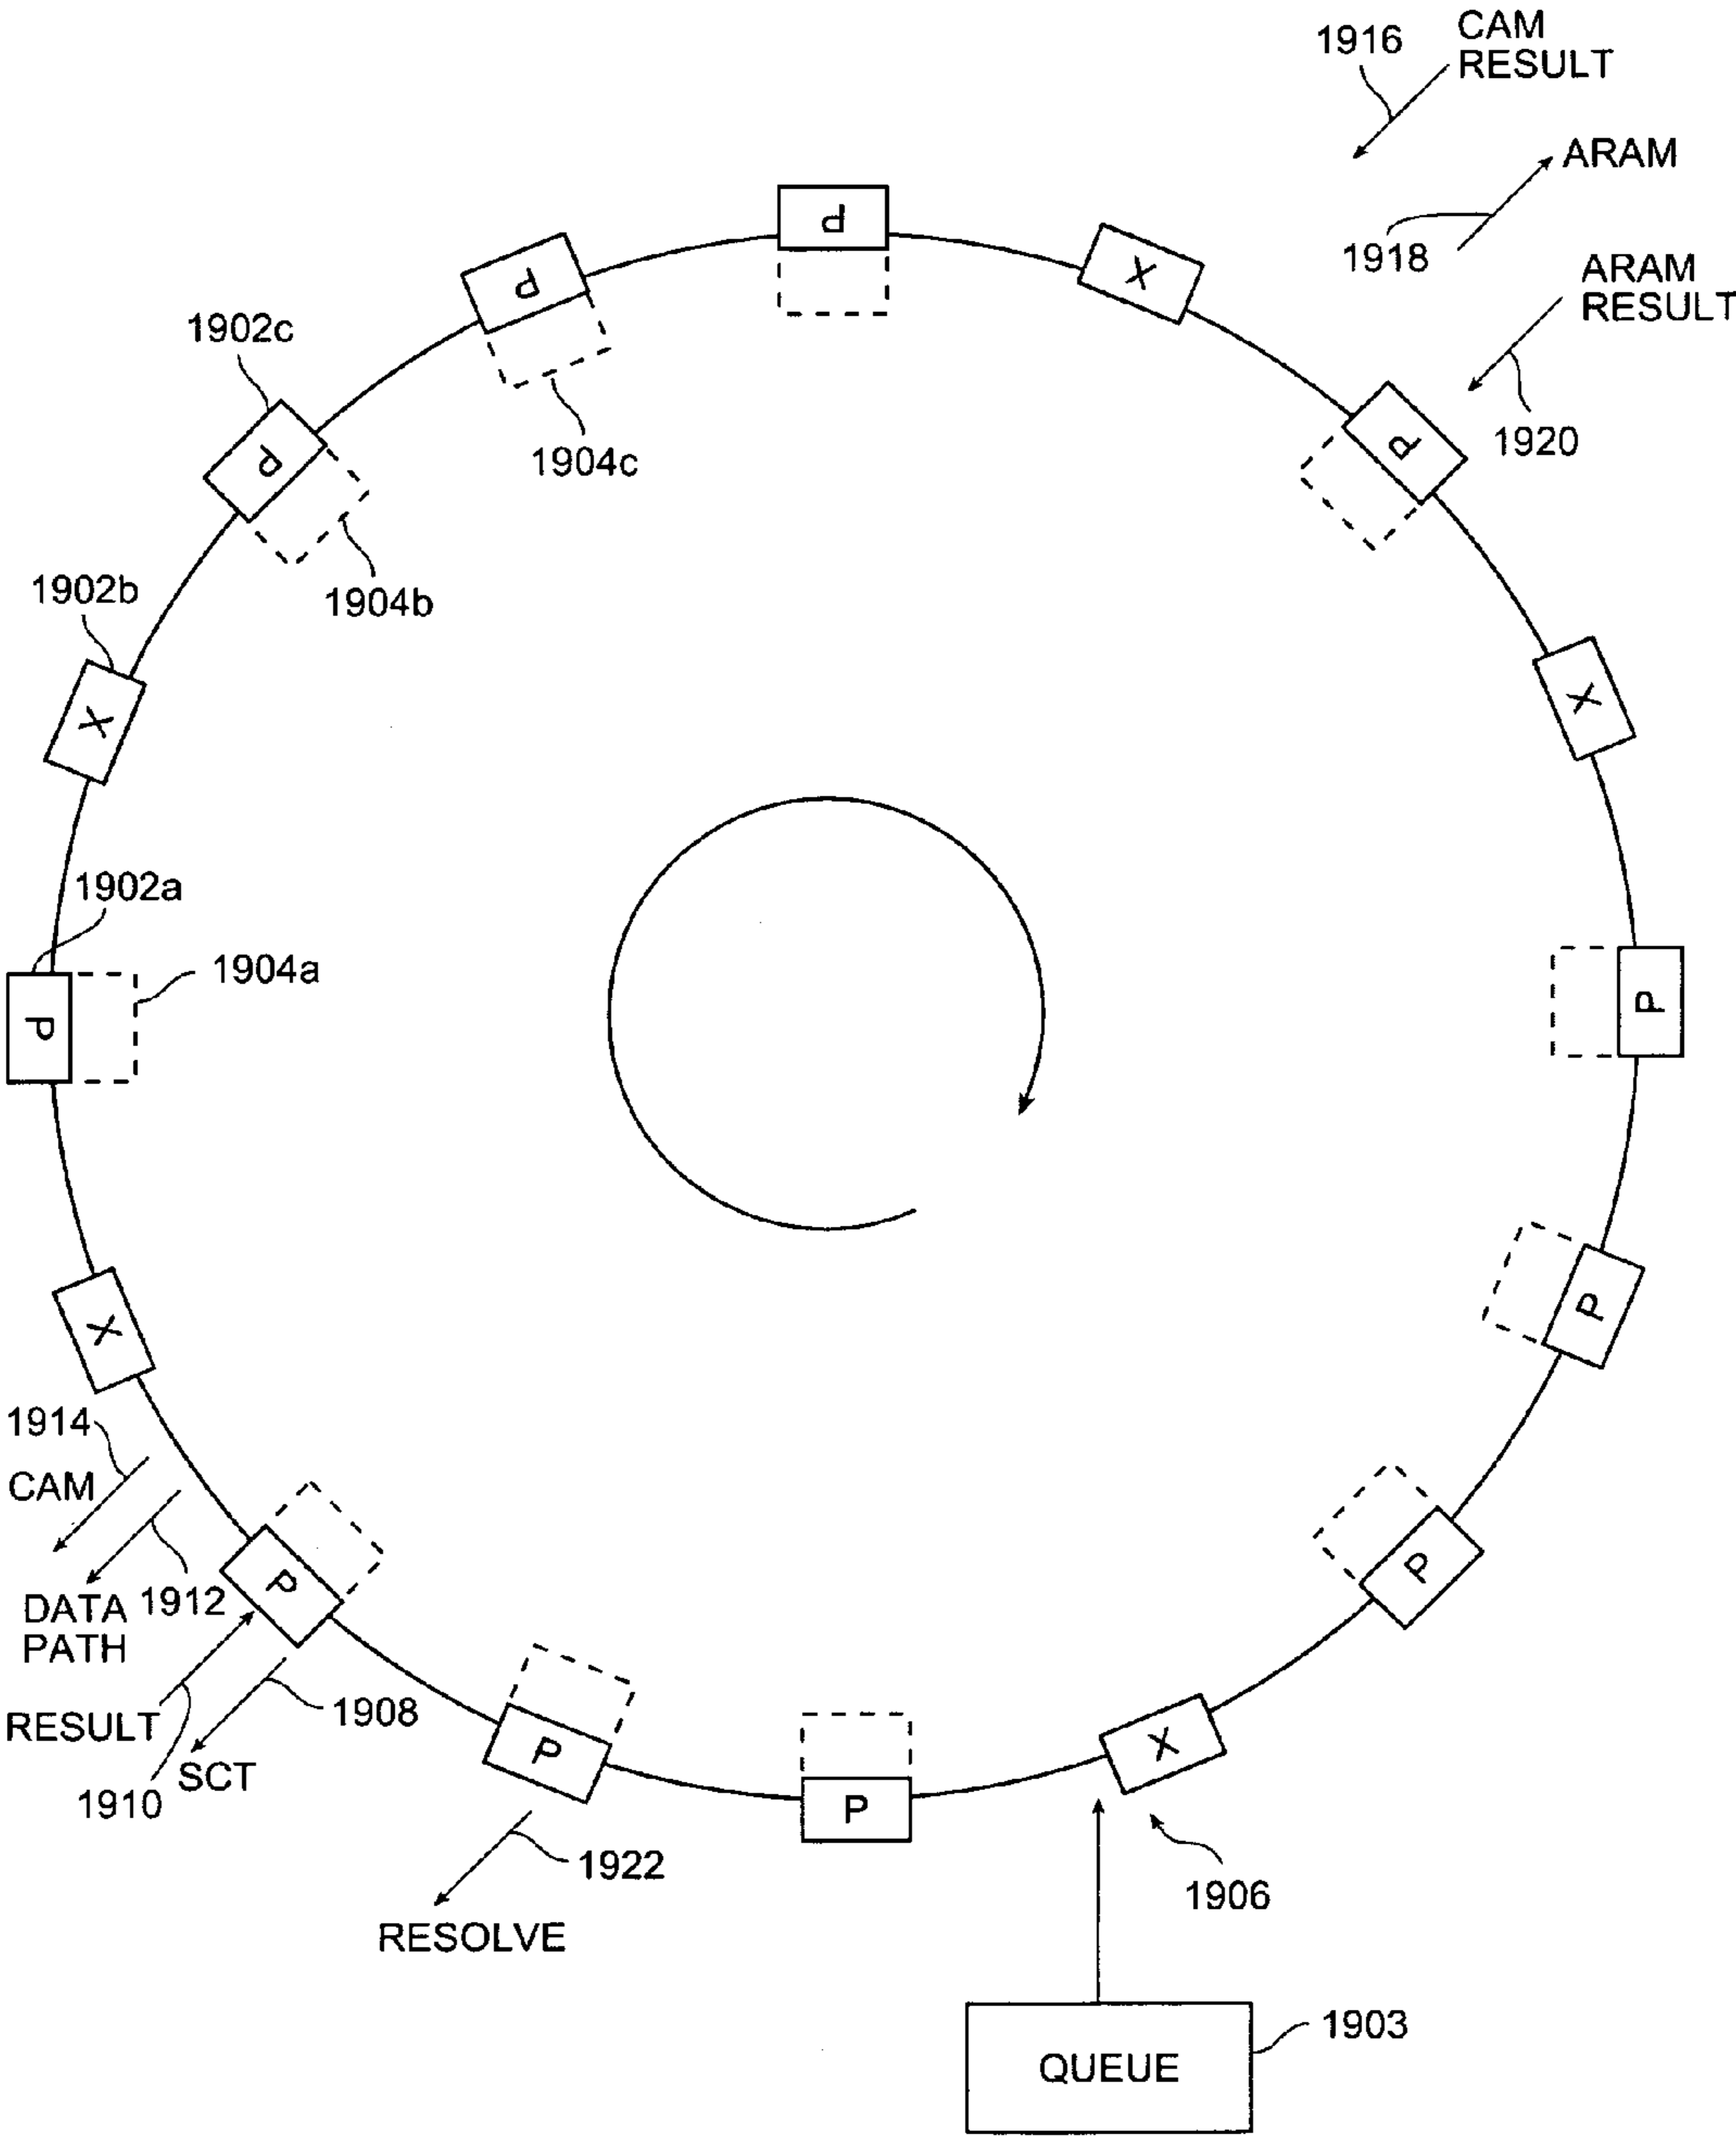 CAM
RESULT
1916
ARAM
1918
ARAM
RESULT
1920
P
X
P
1904c
1902c
P
1904b
P
1902b
X
X
1902a
1904a
P
P
X
P
1914
CAM
DATA
PATH
1912
P
P
RESULT
1908
1910
SCT
P
X
P
1922
1906
RESOLVE
QUEUE
1903